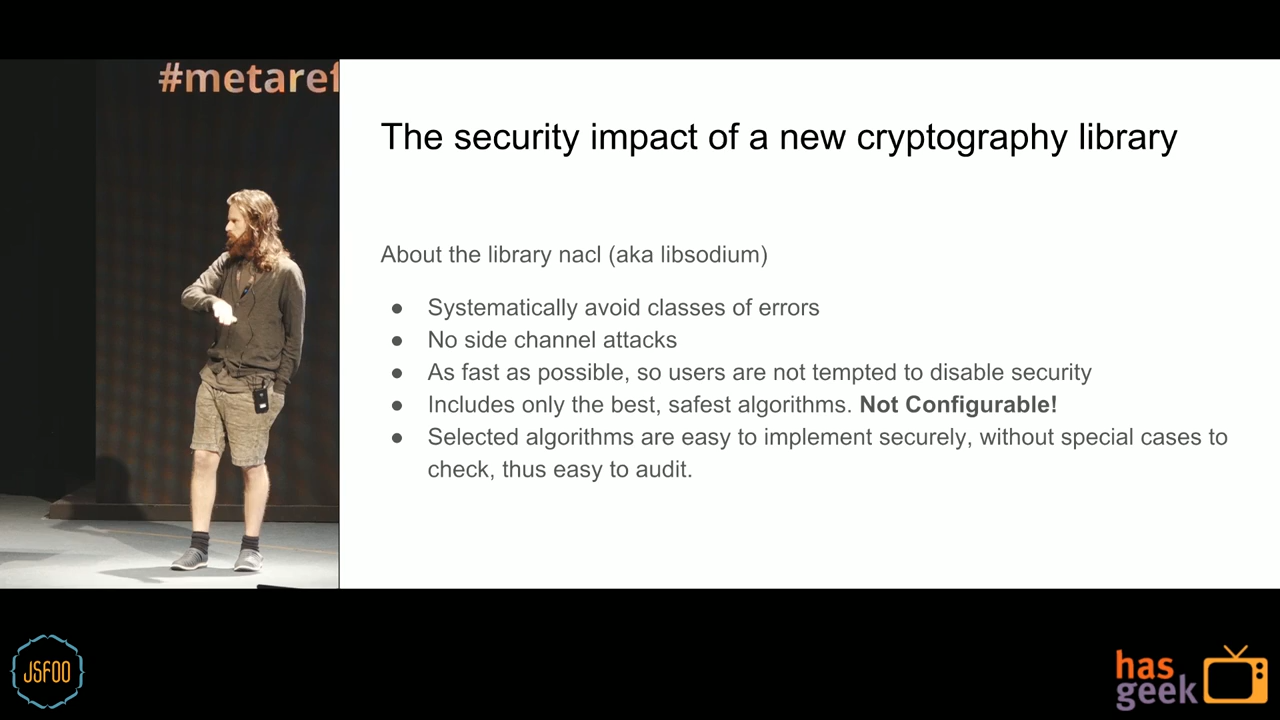 #metaref
The security impact of a new cryptography library
About the library nacl (aka libsodium)
● Systematically avoid classes of errors
● No side channel attacks
● As fast as possible, so users are not tempted to disable security
● Includes only the best, safest algorithms. Not Configurable!
● Selected algorithms are easy to implement securely, without special cases to
check, thus easy to audit.
JSFOO
has
geek